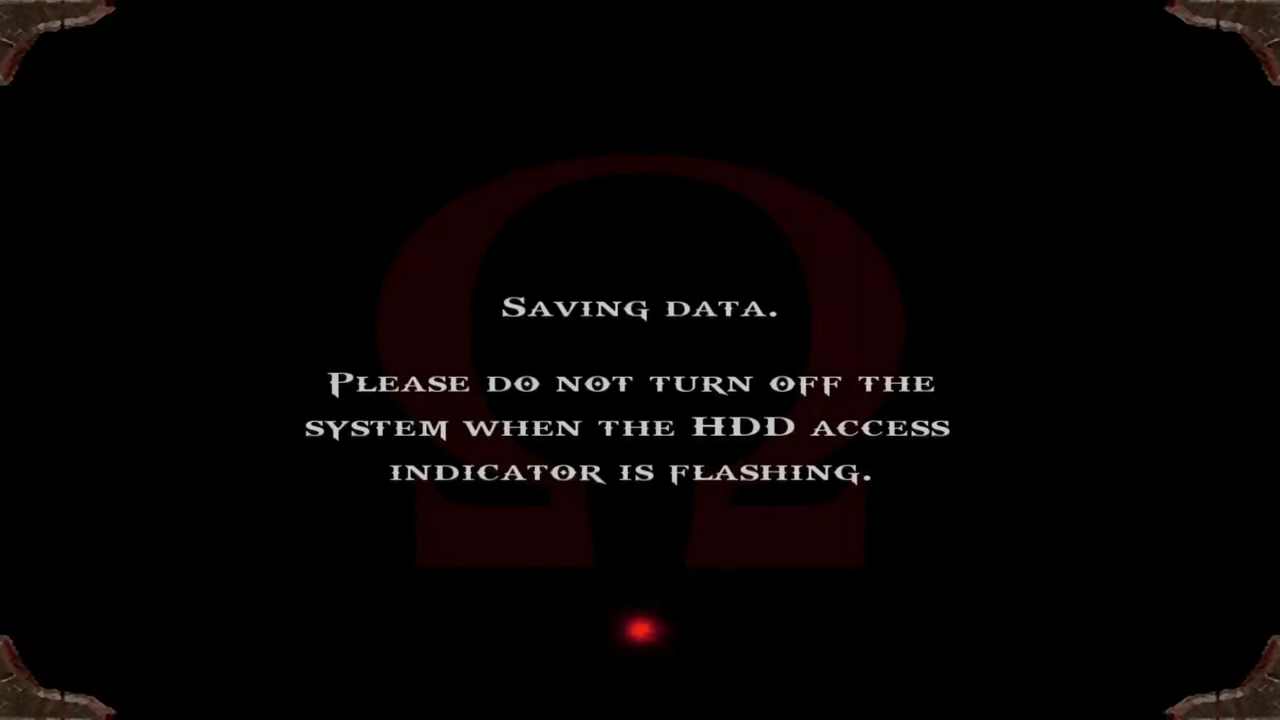 Saving data.
Please do not turn off the
system when the HDD access
indicator is flashing.